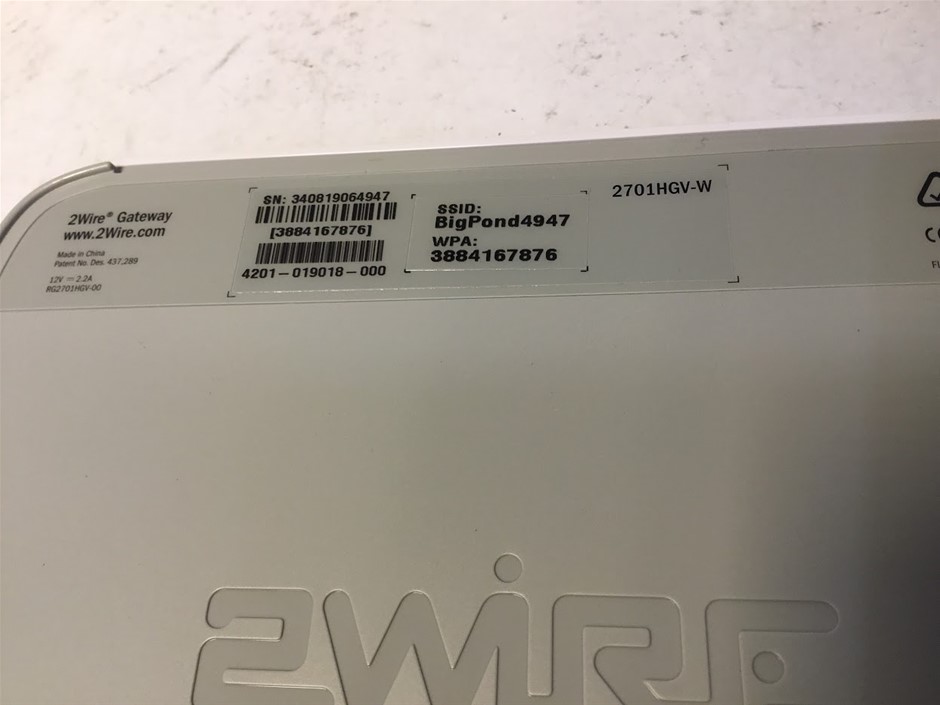 2Wire® Gateway
www.2Wire.com
Made in China
Patent No. Des. 437,289
12V ⎓ 2.2A
RG2701HGV-00
SN: 340819064947
[3884167876]
4201-019018-000
SSID:
BigPond4947
WPA:
3884167876
2701HGV-W
2WIRE